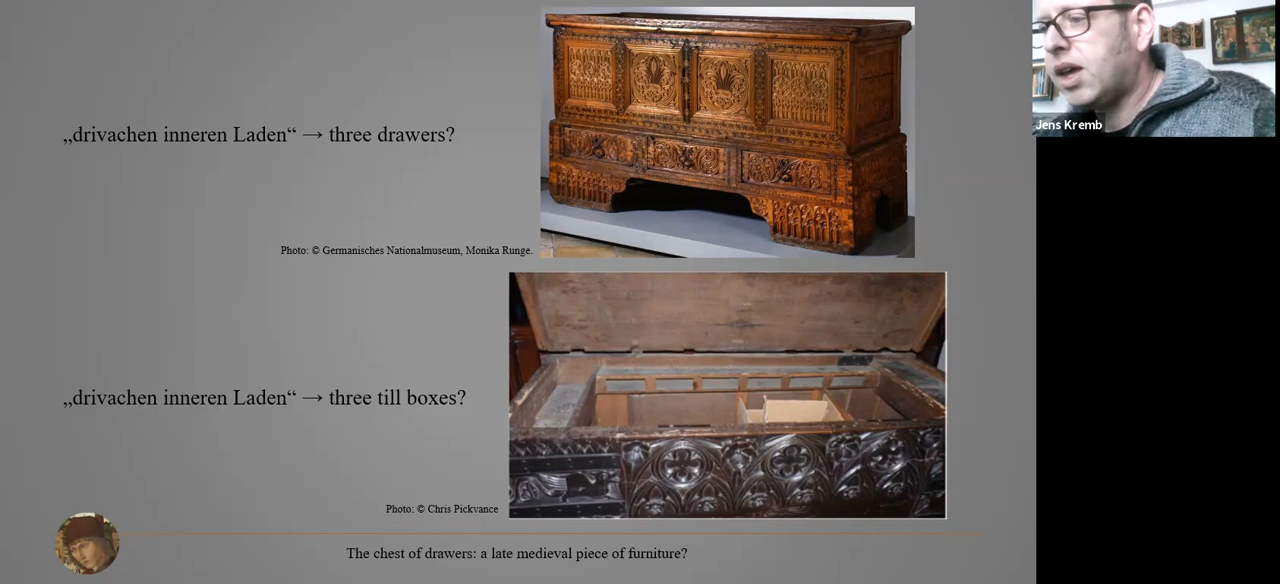 „drivachen inneren Laden“ → three drawers?
Photo: © Germanisches Nationalmuseum, Monika Runge.
„drivachen inneren Laden“ → three till boxes?
Photo: © Chris Pickvance
The chest of drawers: a late medieval piece of furniture?
Jens Kremb